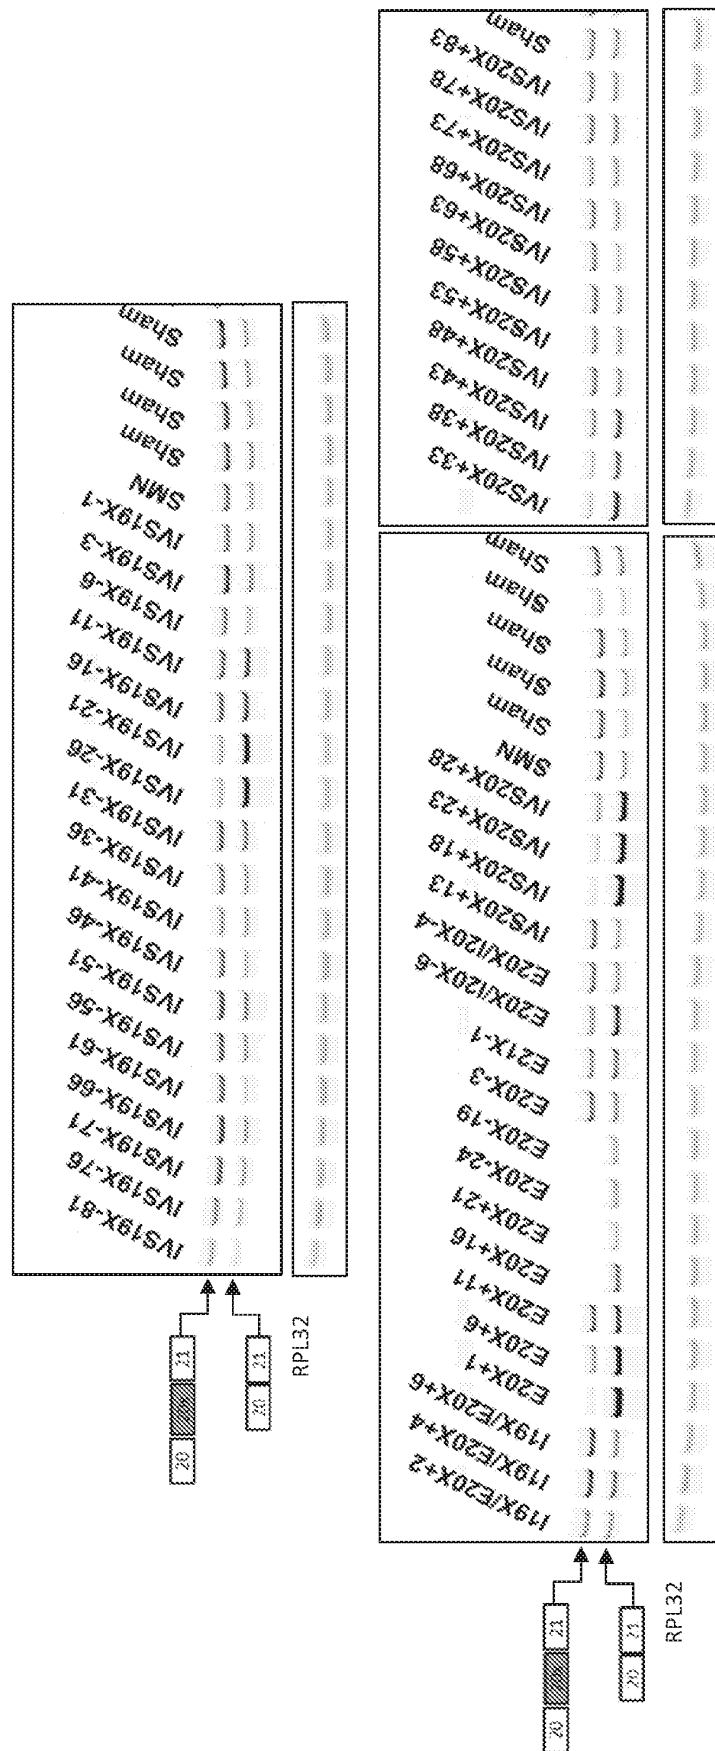 IVS19X-81
IVS19X-76
IVS19X-71
IVS19X-66
IVS19X-61
IVS19X-56
IVS19X-51
IVS19X-46
IVS19X-41
IVS19X-36
IVS19X-31
IVS19X-26
IVS19X-21
IVS19X-16
IVS19X-11
IVS19X-6
IVS19X-3
IVS19X-1
SMN
Sham
Sham
Sham
Sham
20 21
20 21
RPL32
I19X/E20X+2
I19X/E20X+4
I19X/E20X+6
E20X+1
E20X+6
E20X+11
E20X+16
E20X+21
E20X-24
E20X-19
E20X-3
E21X-1
E20X/I20X-6
E20X/I20X-4
IVS20X+13
IVS20X+18
IVS20X+23
IVS20X+28
SMN
Sham
Sham
Sham
Sham
Sham
IVS20X+33
IVS20X+38
IVS20X+43
IVS20X+48
IVS20X+53
IVS20X+58
IVS20X+63
IVS20X+68
IVS20X+73
IVS20X+78
IVS20X+83
Sham
20 21
20 21
RPL32